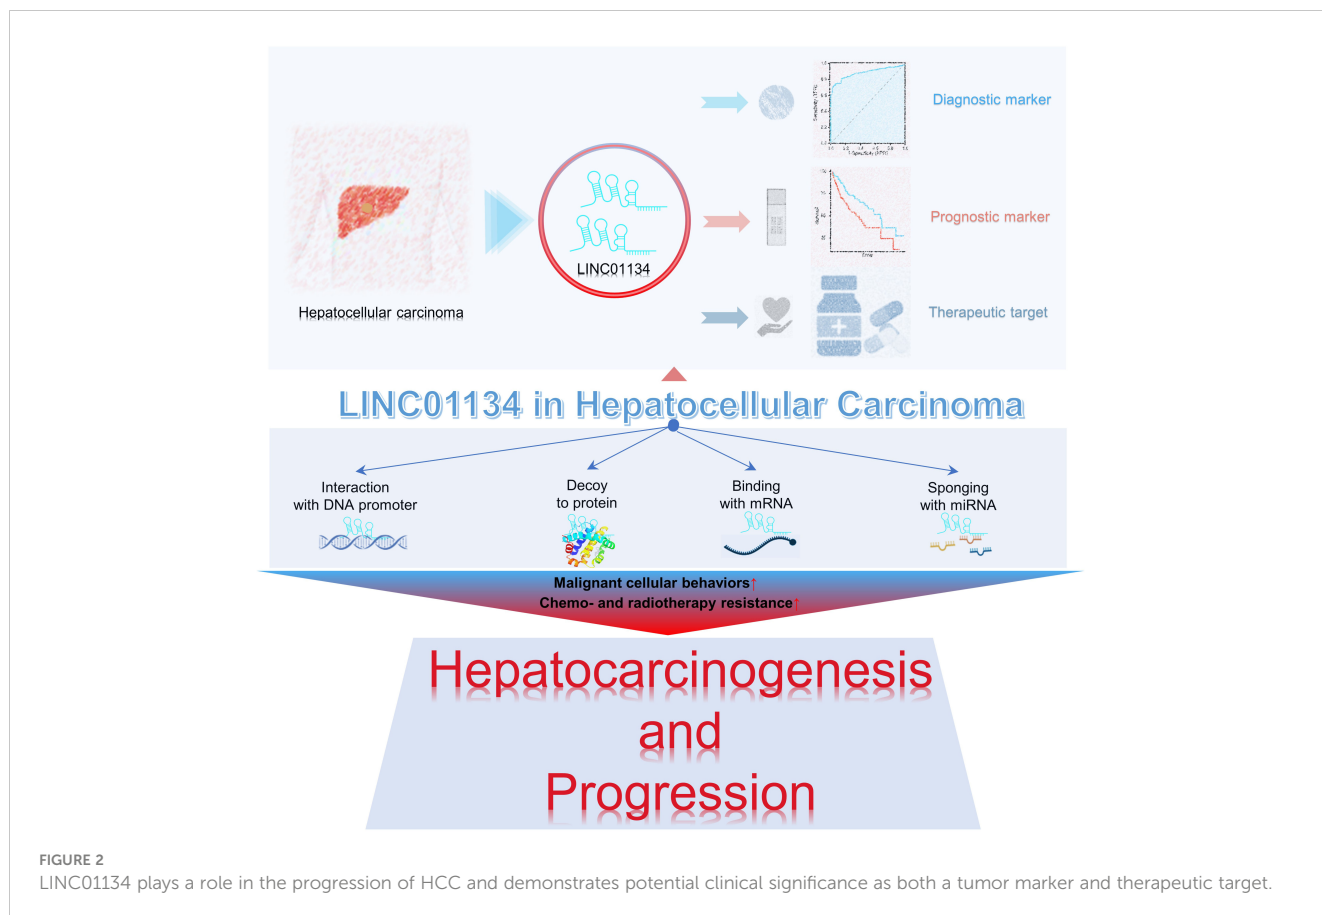 Diagnostic marker
Prognostic marker
Therapeutic target
LINC01134
Hepatocellular carcinoma
LINC01134 in Hepatocellular Carcinoma
Interaction
with DNA promoter
Decoy
to protein
Binding
with mRNA
Sponging
with miRNA
Malignant cellular behaviors↑
Chemo- and radiotherapy resistance↑
Hepatocarcinogenesis
and
Progression
FIGURE 2
LINC01134 plays a role in the progression of HCC and demonstrates potential clinical significance as both a tumor marker and therapeutic target.